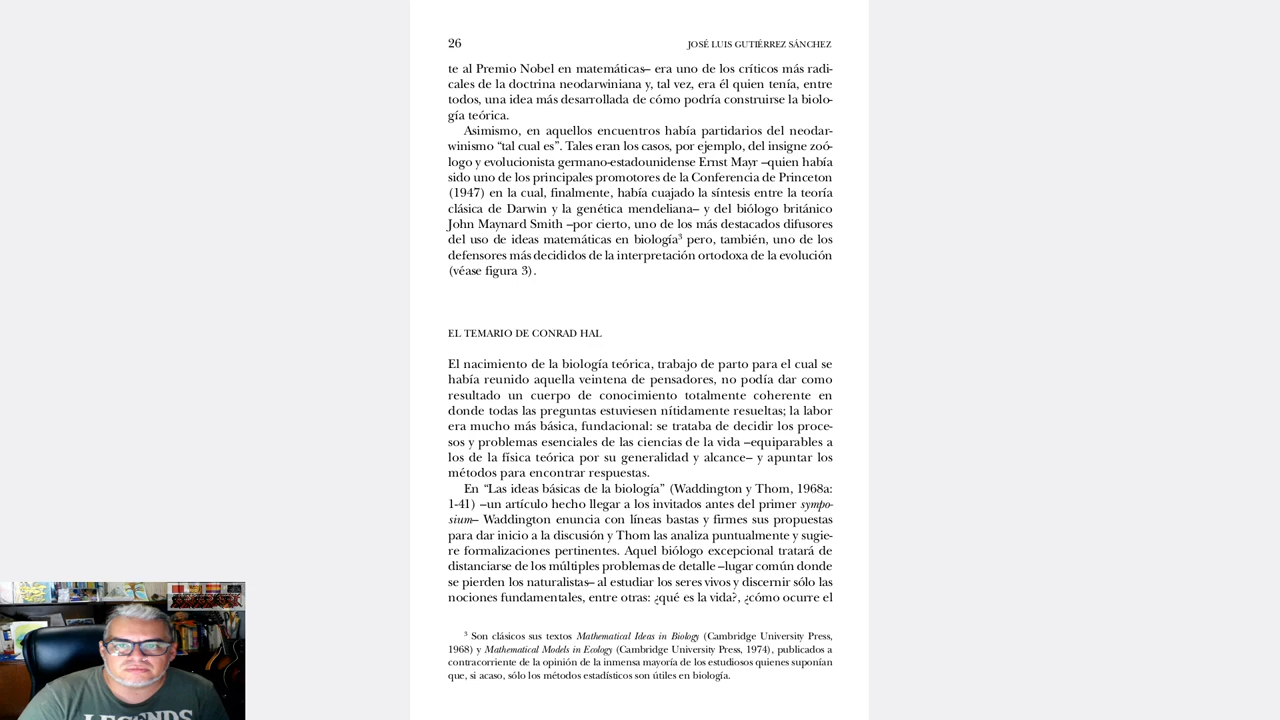 26 JOSÉ LUIS GUTIÉRREZ SÁNCHEZ
te al Premio Nobel en matemáticas– era uno de los críticos más radi-
cales de la doctrina neodarwiniana y, tal vez, era él quien tenía, entre
todos, una idea más desarrollada de cómo podría construirse la biolo-
gía teórica.
Asimismo, en aquellos encuentros había partidarios del neodar-
winismo “tal cual es”. Tales eran los casos, por ejemplo, del insigne zoó-
logo y evolucionista germano-estadounidense Ernst Mayr –quien había
sido uno de los principales promotores de la Conferencia de Princeton
(1947) en la cual, finalmente, había cuajado la síntesis entre la teoría
clásica de Darwin y la genética mendeliana– y del biólogo británico
John Maynard Smith –por cierto, uno de los más destacados difusores
del uso de ideas matemáticas en biología³ pero, también, uno de los
defensores más decididos de la interpretación ortodoxa de la evolución
(véase figura 3).
EL TEMARIO DE CONRAD HAL
El nacimiento de la biología teórica, trabajo de parto para el cual se
había reunido aquella veintena de pensadores, no podía dar como
resultado un cuerpo de conocimiento totalmente coherente en
donde todas las preguntas estuviesen nítidamente resueltas; la labor
era mucho más básica, fundacional: se trataba de decidir los proce-
sos y problemas esenciales de las ciencias de la vida –equiparables a
los de la física teórica por su generalidad y alcance– y apuntar los
métodos para encontrar respuestas.
En “Las ideas básicas de la biología” (Waddington y Thom, 1968a:
1-41) –un artículo hecho llegar a los invitados antes del primer sympo-
sium– Waddington enuncia con líneas bastas y firmes sus propuestas
para dar inicio a la discusión y Thom las analiza puntualmente y sugie-
re formalizaciones pertinentes. Aquel biólogo excepcional tratará de
distanciarse de los múltiples problemas de detalle –lugar común donde
se pierden los naturalistas– al estudiar los seres vivos y discernir sólo las
nociones fundamentales, entre otras: ¿qué es la vida?, ¿cómo ocurre el
³ Son clásicos sus textos Mathematical Ideas in Biology (Cambridge University Press,
1968) y Mathematical Models in Ecology (Cambridge University Press, 1974), publicados a
contracorriente de la opinión de la inmensa mayoría de los estudiosos quienes suponían
que, si acaso, sólo los métodos estadísticos son útiles en biología.
LEGENDS